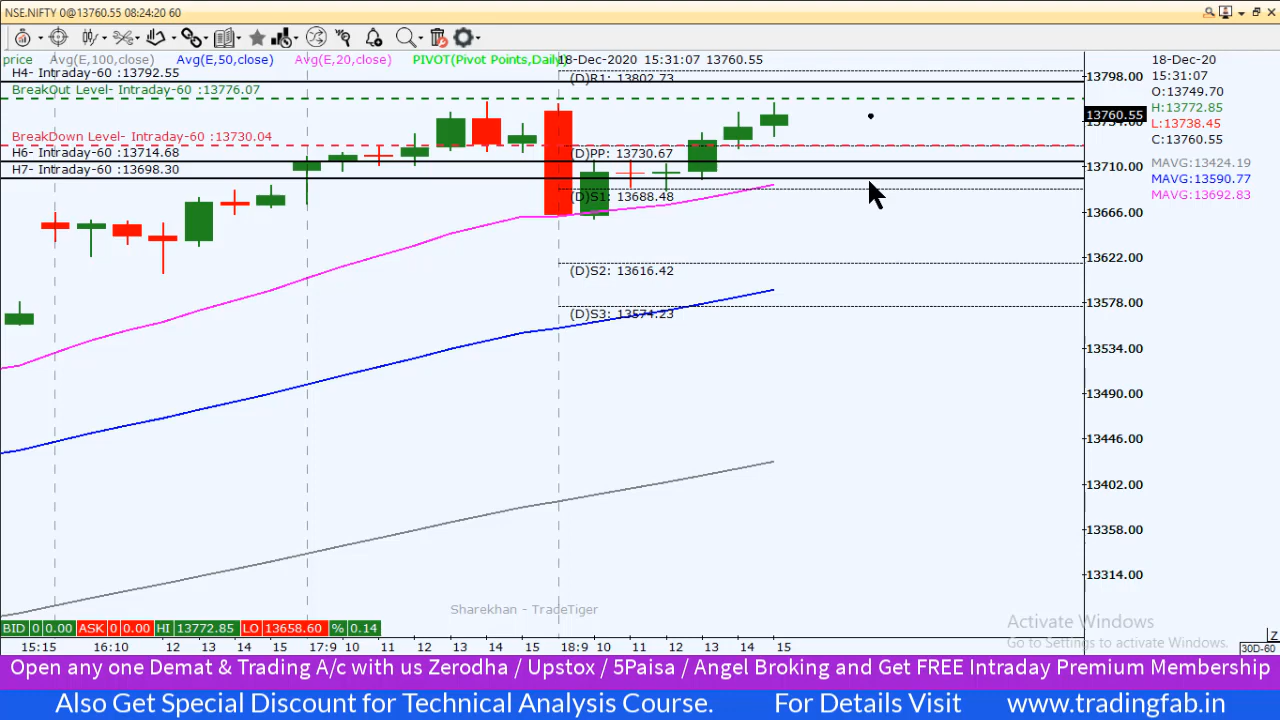 NSE.NIFTY 0@13760.55 08:24:20 60
price Avg(E,100,close) Avg(E,50,close) Avg(E,20,close) PIVOT(Pivot Points,Daily) 18-Dec-2020 15:31:07 13760.55
18-Dec-20
H4- Intraday-60 :13792.55
(D)R1: 13802.73
13798.00
15:31:07
BreakOut Level- Intraday-60 :13776.07
O:13749.70
H:13772.85
13760.55
L:13738.45
BreakDown Level- Intraday-60 :13730.04
C:13760.55
H6- Intraday-60 :13714.68
(D)PP: 13730.67
H7- Intraday-60 :13698.30
13710.00
MAVG:13424.19
MAVG:13590.77
(D)S1: 13688.48
MAVG:13692.83
13666.00
13622.00
(D)S2: 13616.42
13578.00
(D)S3: 13574.23
13534.00
13490.00
13446.00
13402.00
13358.00
13314.00
Sharekhan - TradeTiger
Activate Windows
Go to Settings to activate Windows.
BID 0 0.00 ASK 0 0.00 HI 13772.85 LO 13658.60 % 0.14
Z
15:15 16:10 12 13 14 15 17:9 10 11 12 13 14 15 18:9 10 11 12 13 14 15 30D-60
Open any one Demat & Trading A/c with us Zerodha / Upstox / 5Paisa / Angel Broking and Get FREE Intraday Premium Membership
Also Get Special Discount for Technical Analysis Course. For Details Visit www.tradingfab.in